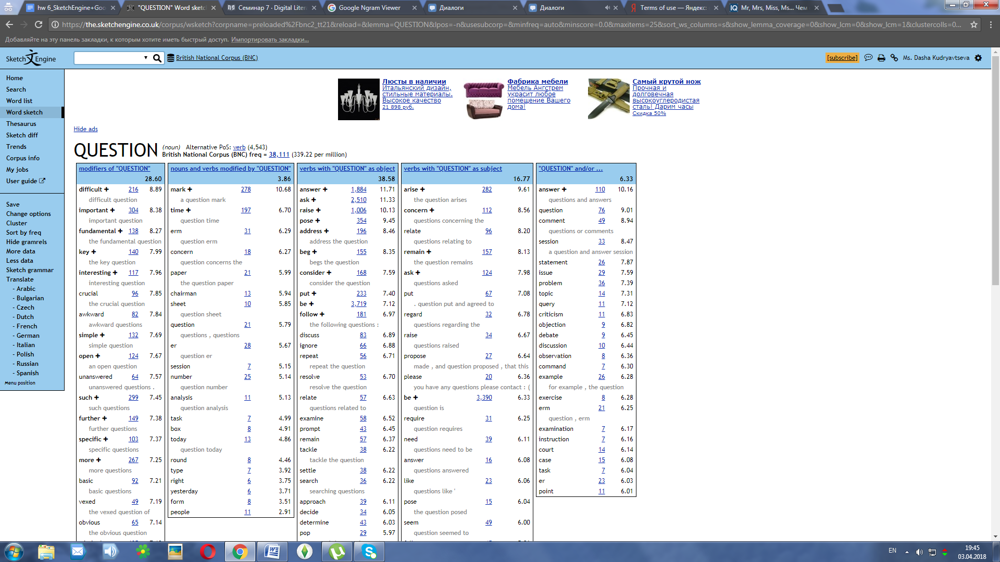 hw 6_SketchEngine+Goo
"QUESTION" Word sketc
Семинар 7 · Digital Litera
Google Ngram Viewer
Диалоги
Диалоги
Terms of use — Яндекс
Mr, Mrs, Miss, Ms... Чем
https://the.sketchengine.co.uk/corpus/wsketch?corpname=preloaded%2Fbnc2_tt21&reload=&lemma=QUESTION&lpos=-n&usesubcorp=&minfreq=auto&minscore=0.0&maxitems=25&sort_ws_columns=s&show_lemma_coverage=0&show_lcm=0&show_lcm=1&clustercolls=0...
Добавляйте на эту панель закладки, к которым хотите иметь быстрый доступ. Импортировать закладки...
Sketch Engine
British National Corpus (BNC)
[subscribe]
Ms. Dasha Kudryavtseva
Home
Search
Word list
Word sketch
Thesaurus
Sketch diff
Trends
Corpus info
My jobs
User guide
Save
Change options
Cluster
Sort by freq
Hide gramrels
More data
Less data
Sketch grammar
Translate
- Arabic
- Bulgarian
- Czech
- Dutch
- French
- German
- Italian
- Polish
- Russian
- Spanish
Menu position
Люсты в наличии
Итальянский дизайн,
стильные материалы.
Высокое качество
21 898 руб.
Фабрика мебели
Мебель Ангстрем
украсит любое
помещение Вашего
дома!
Самый крутой нож
Прочная и
долговечная
высокоуглеродистая
сталь! Дарим часы
Скидка 50%
Hide ads
QUESTION (noun) Alternative PoS: verb (4,543)
British National Corpus (BNC) freq = 38,111 (339.22 per million)
modifiers of "QUESTION"
28.60
difficult + 216 8.89
difficult question
important + 304 8.38
important question
fundamental + 138 8.27
the fundamental question
key + 140 7.99
the key question
interesting + 117 7.96
interesting question
crucial 96 7.85
the crucial question
awkward 82 7.84
awkward questions
simple + 132 7.69
simple question
open + 124 7.67
an open question
unanswered 64 7.57
unanswered questions .
such + 299 7.45
such questions
further + 149 7.38
further questions
specific + 103 7.37
specific questions
more + 267 7.25
more questions
basic 92 7.21
basic questions
vexed 49 7.19
the vexed question of
obvious 65 7.14
the obvious question
nouns and verbs modified by "QUESTION"
3.86
mark + 278 10.68
a question mark
time + 197 6.70
question time
erm 31 6.29
question erm
concern 18 6.27
question concerns the
paper 21 5.99
the question paper
chairman 13 5.94
sheet 10 5.85
question sheet
question 21 5.79
questions , questions
er 28 5.67
question er
session 7 5.15
number 25 5.14
question number
analysis 11 5.13
question analysis
task 7 4.99
box 8 4.91
today 13 4.86
question today
round 8 4.46
type 7 3.92
right 6 3.75
yesterday 6 3.71
form 8 3.51
people 11 2.91
verbs with "QUESTION" as object
38.58
answer + 1,884 11.71
ask + 2,510 11.33
raise + 1,006 10.13
pose + 354 9.45
address + 196 8.46
address the question
beg + 155 8.35
begs the question
consider + 168 7.59
consider the question
put + 233 7.40
be + 3,719 7.12
follow + 181 6.97
the following questions :
discuss 83 6.89
ignore 66 6.88
repeat 56 6.71
repeat the question
resolve 53 6.70
resolve the question
relate 57 6.63
questions related to
examine 58 6.52
prompt 43 6.45
remain 57 6.37
tackle 38 6.22
tackle the question
settle 38 6.22
search 36 6.22
searching questions
approach 39 6.11
decide 34 6.05
determine 43 6.03
pop 29 5.97
verbs with "QUESTION" as subject
16.77
arise + 282 9.61
the question arises
concern + 112 8.56
questions concerning the
relate 96 8.20
questions relating to
remain + 157 8.13
the question remains
ask + 124 7.98
questions asked
put 67 7.08
. question put and agreed to
regard 32 6.78
questions regarding the
raise 34 6.67
questions raised
propose 27 6.64
made , and question proposed , that this
please 20 6.36
you have any questions please contact : (
be + 3,390 6.33
question is
require 31 6.25
question requires
need 39 6.11
questions need to be
answer 16 6.08
questions answered
like 23 6.06
questions like '
pose 15 6.04
the question posed
seem 49 6.00
question seemed to
"QUESTION" and/or ...
6.33
answer + 110 10.16
questions and answers
question 76 9.01
comment 49 8.94
questions or comments
session 33 8.47
a question and answer session
statement 26 7.87
issue 29 7.59
problem 36 7.39
topic 14 7.31
query 11 7.12
criticism 11 6.83
objection 9 6.82
debate 9 6.45
discussion 10 6.44
observation 8 6.36
command 7 6.30
example 26 6.28
for example , the question
exercise 8 6.28
erm 21 6.25
question , erm
examination 7 6.17
instruction 7 6.16
court 14 6.14
case 15 6.08
task 7 6.04
er 23 6.03
point 11 6.01
EN
19:45
03.04.2018